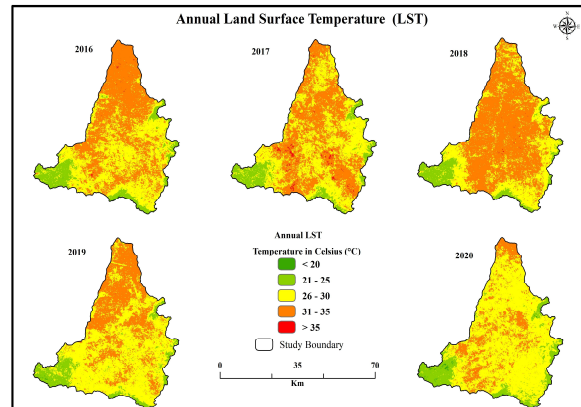 Annual Land Surface Temperature (LST)
N
W
E
S
2016
2017
2018
2019
2020
Annual LST
Temperature in Celsius (°C)
< 20
21 - 25
26 - 30
31 - 35
> 35
Study Boundary
0 35 70
Km